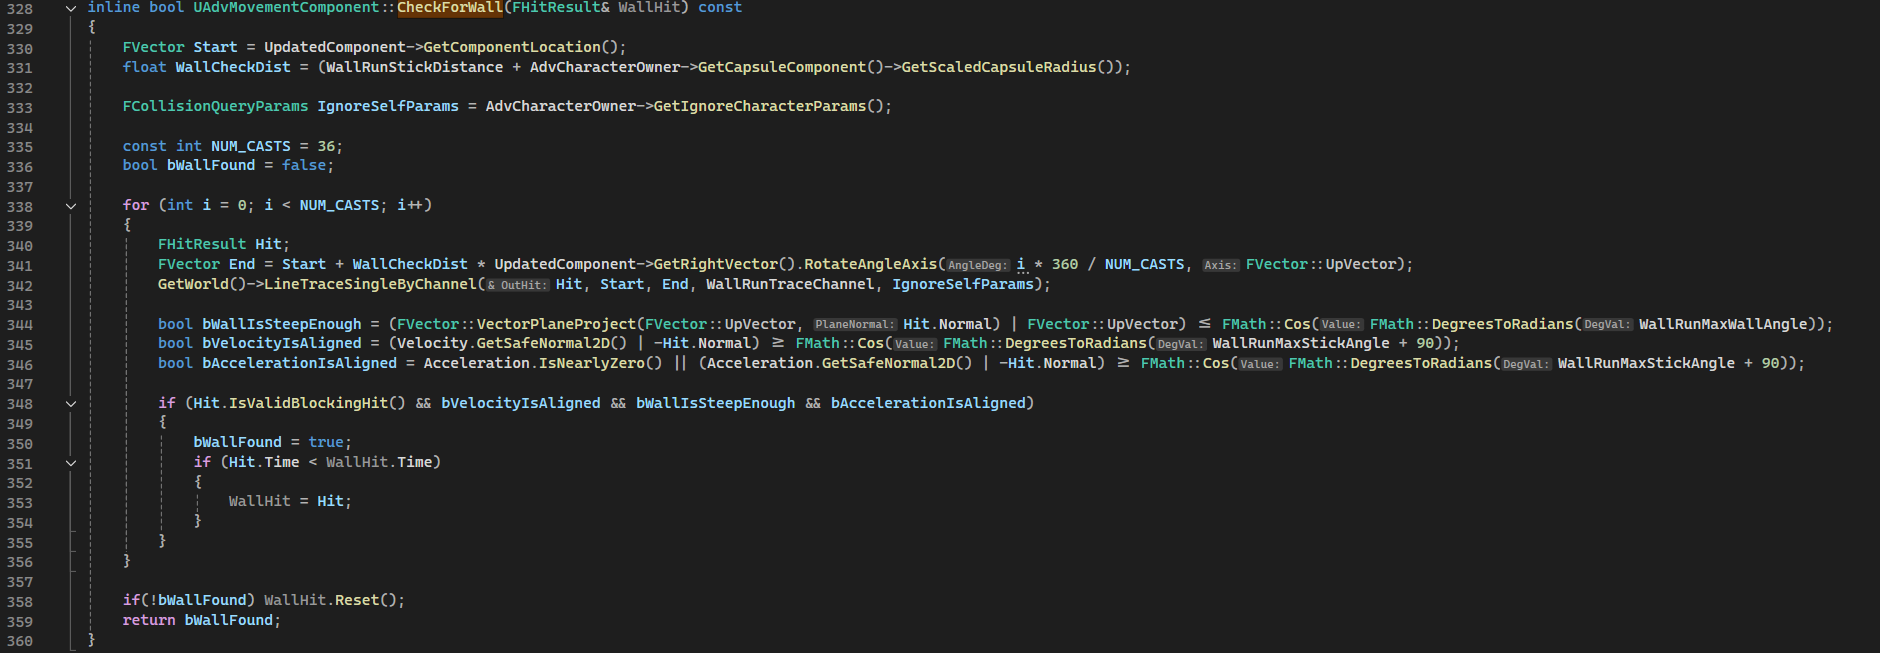 328 inline bool UAdvMovementComponent::CheckForWall(FHitResult& WallHit) const
329 {
330 FVector Start = UpdatedComponent->GetComponentLocation();
331 float WallCheckDist = (WallRunStickDistance + AdvCharacterOwner->GetCapsuleComponent()->GetScaledCapsuleRadius());
332
333 FCollisionQueryParams IgnoreSelfParams = AdvCharacterOwner->GetIgnoreCharacterParams();
334
335 const int NUM_CASTS = 36;
336 bool bWallFound = false;
337
338 for (int i = 0; i < NUM_CASTS; i++)
339 {
340 FHitResult Hit;
341 FVector End = Start + WallCheckDist * UpdatedComponent->GetRightVector().RotateAngleAxis(AngleDeg: i * 360 / NUM_CASTS, Axis: FVector::UpVector);
342 GetWorld()->LineTraceSingleByChannel(& OutHit: Hit, Start, End, WallRunTraceChannel, IgnoreSelfParams);
343
344 bool bWallIsSteepEnough = (FVector::VectorPlaneProject(FVector::UpVector, PlaneNormal: Hit.Normal) | FVector::UpVector) ≤ FMath::Cos(Value: FMath::DegreesToRadians(DegVal: WallRunMaxWallAngle));
345 bool bVelocityIsAligned = (Velocity.GetSafeNormal2D() | -Hit.Normal) ≥ FMath::Cos(Value: FMath::DegreesToRadians(DegVal: WallRunMaxStickAngle + 90));
346 bool bAccelerationIsAligned = Acceleration.IsNearlyZero() || (Acceleration.GetSafeNormal2D() | -Hit.Normal) ≥ FMath::Cos(Value: FMath::DegreesToRadians(DegVal: WallRunMaxStickAngle + 90));
347
348 if (Hit.IsValidBlockingHit() && bVelocityIsAligned && bWallIsSteepEnough && bAccelerationIsAligned)
349 {
350 bWallFound = true;
351 if (Hit.Time < WallHit.Time)
352 {
353 WallHit = Hit;
354 }
355 }
356 }
357
358 if(!bWallFound) WallHit.Reset();
359 return bWallFound;
360 }